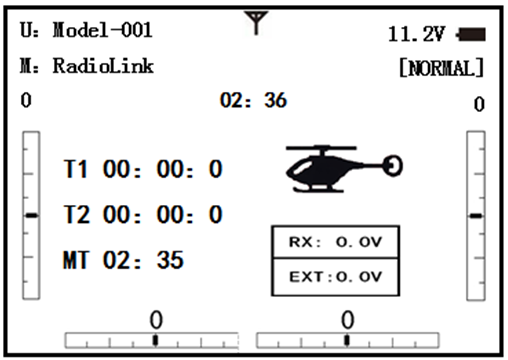 U: Model-001
11.2V
M: RadioLink
[NORMAL]
0
02: 36
0
T1 00: 00: 0
T2 00: 00: 0
MT 02: 35
RX: 0.0V
EXT:0.0V
0
0